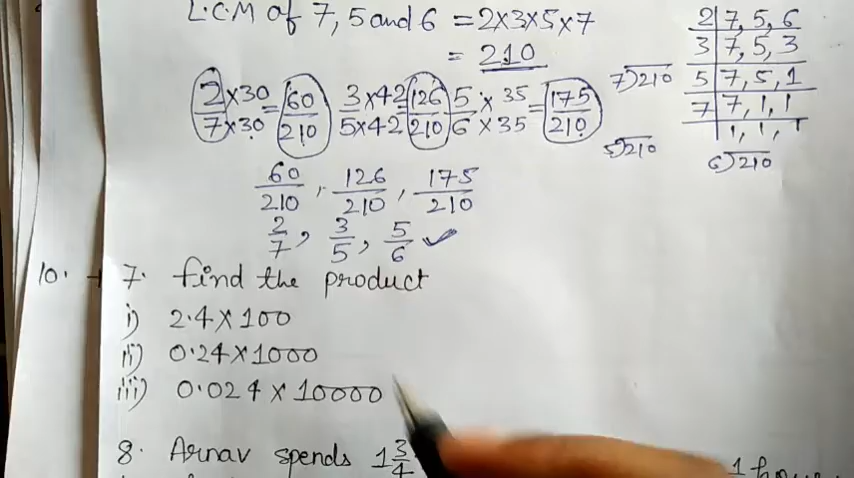 L.C.M of 7, 5 and 6 = 2×3×5×7
= 210
2/7 ×30/×30 = 60/210 3×42/5×42 = 126/210 5/6 ×35/×35 = 175/210
60/210, 126/210, 175/210
2/7, 3/5, 5/6 ✓
2 | 7, 5, 6
3 | 7, 5, 3
5 | 7, 5, 1
7 | 7, 1, 1
1, 1, 1
7)210
5)210
6)210
10. → 7. find the product
i) 2.4×100
ii) 0.24×1000
iii) 0.024 × 10000
8. Arnav spends 1 3/4